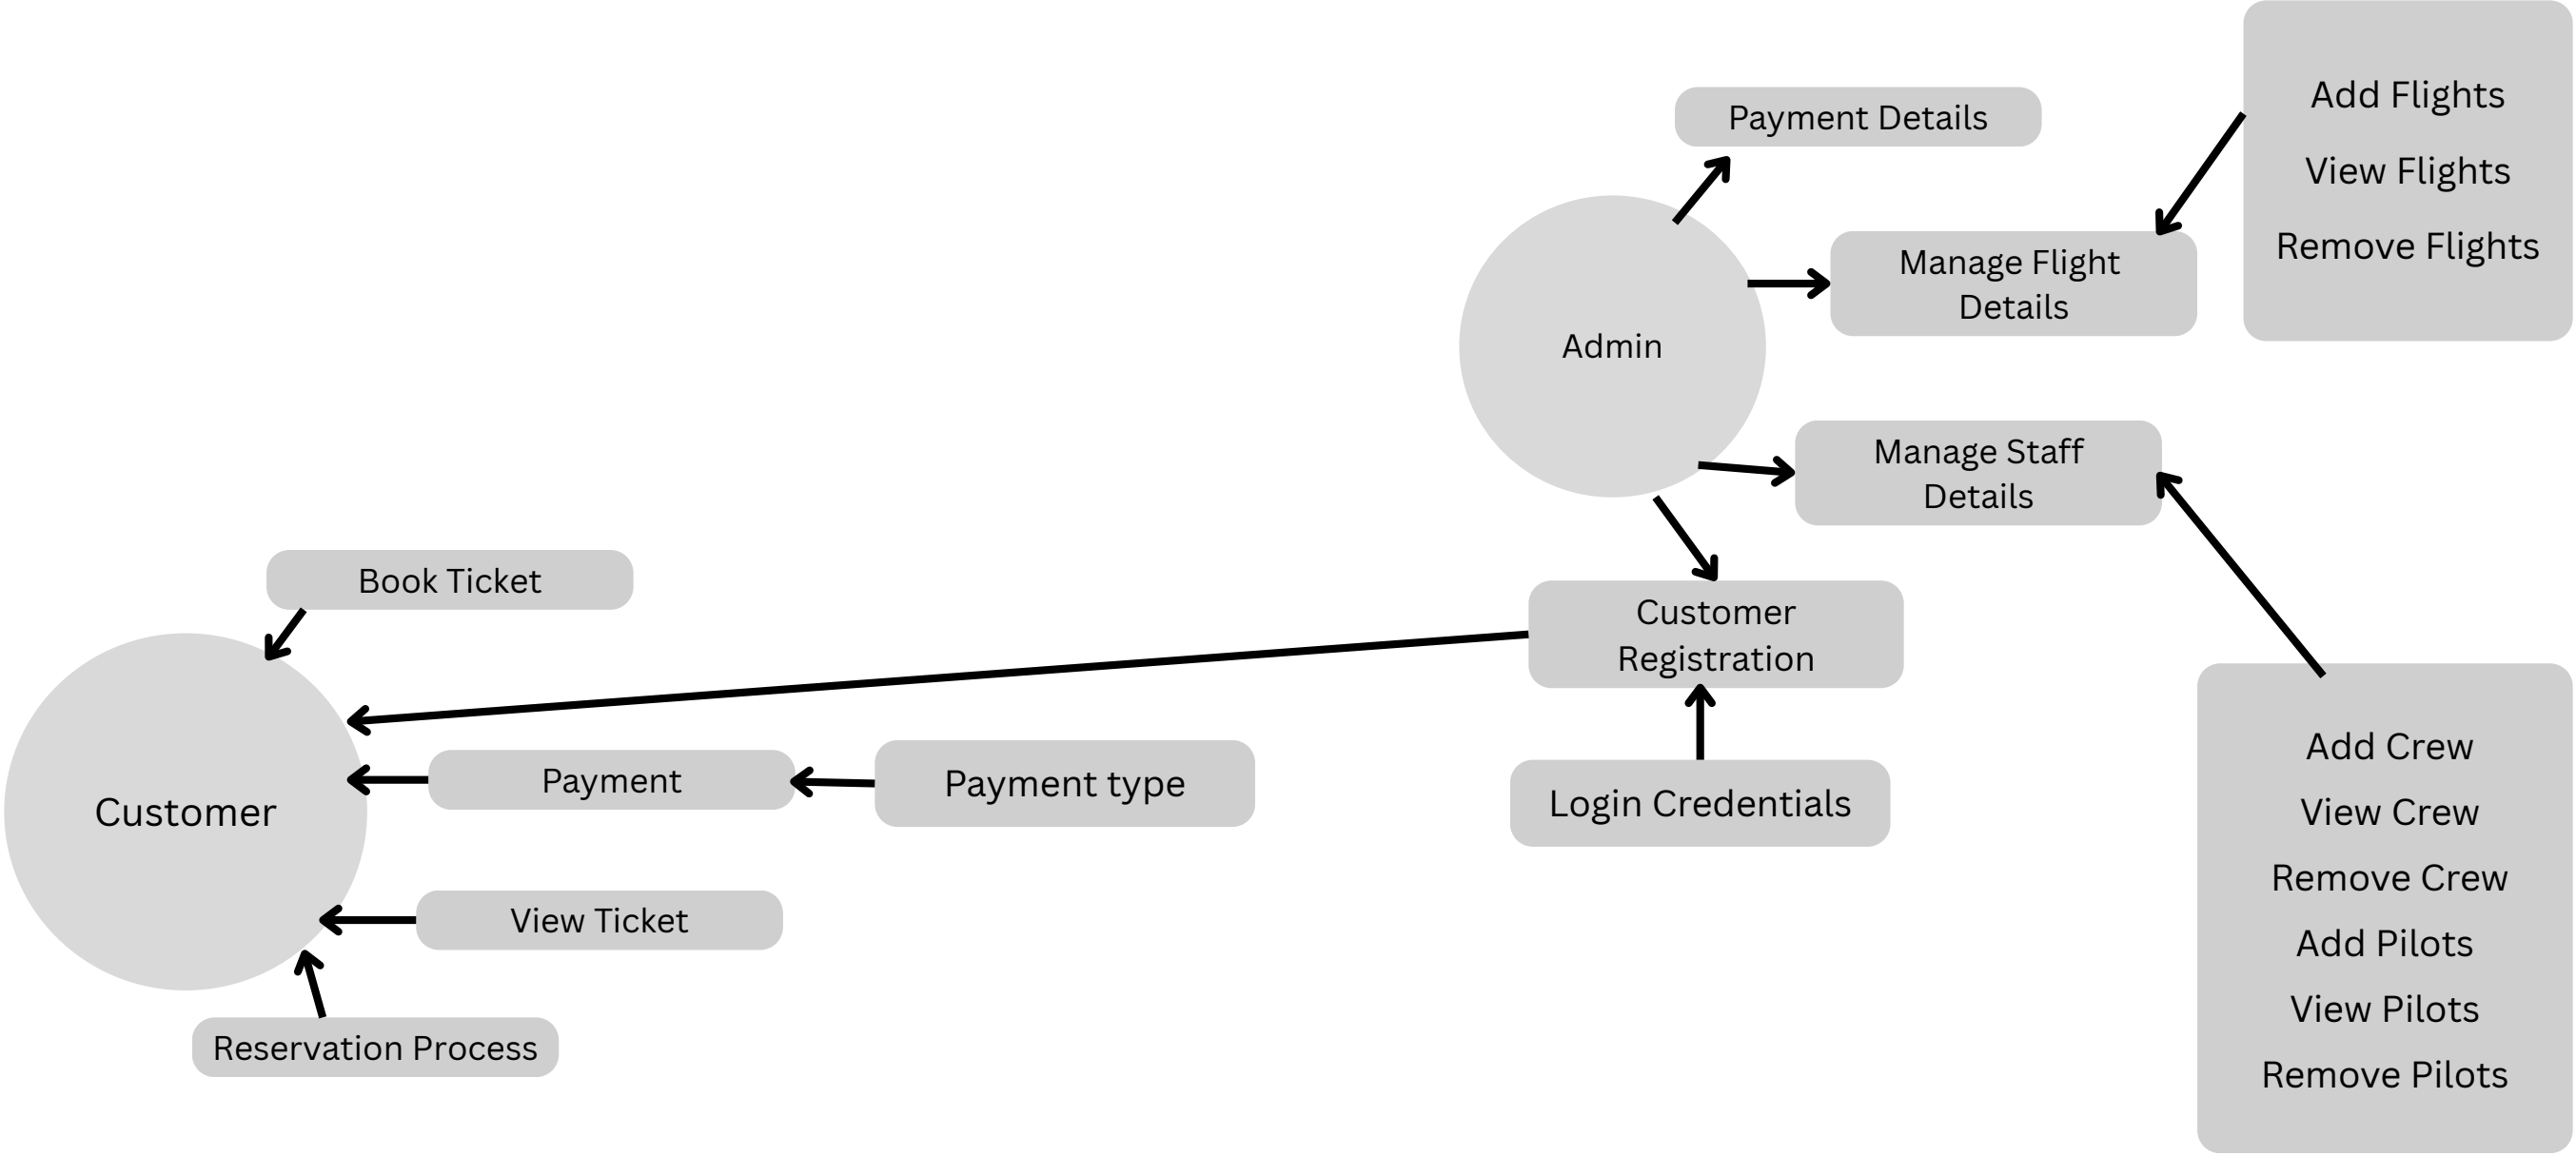 Add Flights
View Flights
Remove Flights
Payment Details
Manage Flight
Details
Admin
Manage Staff
Details
Customer
Registration
Login Credentials
Add Crew
View Crew
Remove Crew
Add Pilots
View Pilots
Remove Pilots
Book Ticket
Customer
Payment
Payment type
View Ticket
Reservation Process